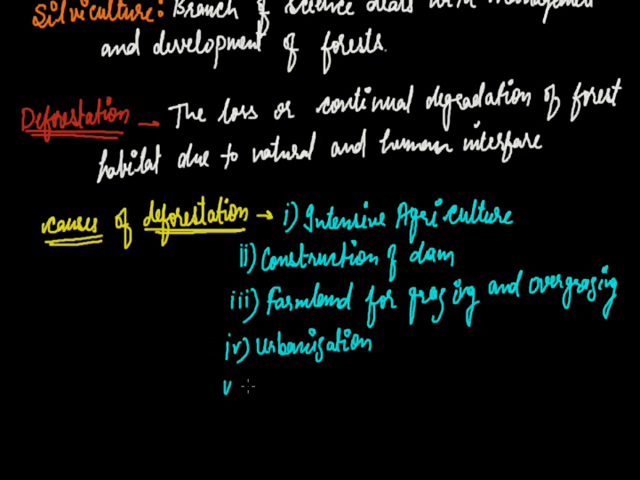 Silviculture: Branch of science deals with management
and development of forests.
Deforestation → The loss or continual degradation of forest
habitat due to natural and human interfare
causes of deforestation → i) Intensive Agriculture
ii) Construction of dam
iii) Farmlend for grazing and overgrazing
iv) Urbanisation
v